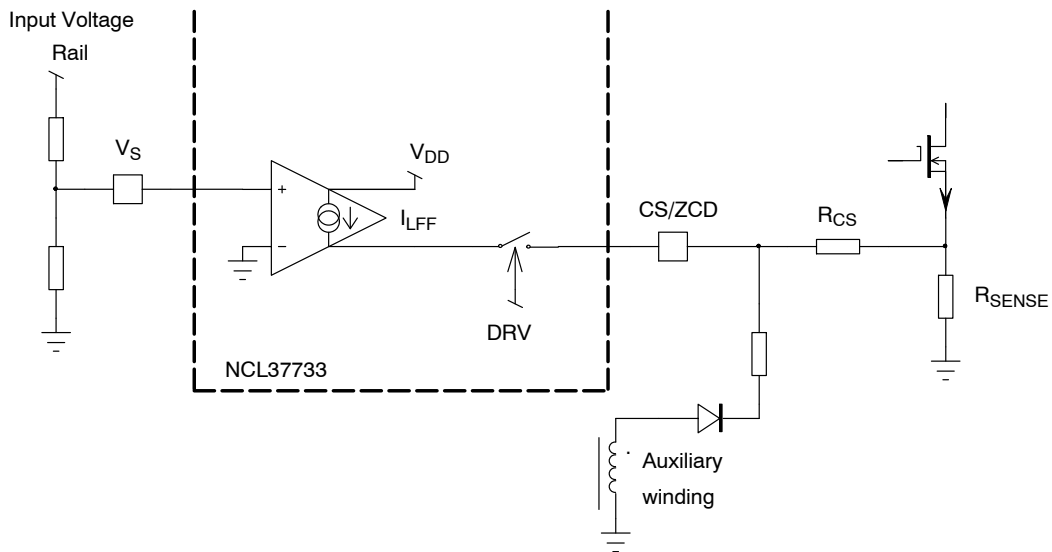 Input Voltage
Rail
VS
VDD
ILFF
+
−
DRV
NCL37733
CS/ZCD
RCS
RSENSE
Auxiliary
winding